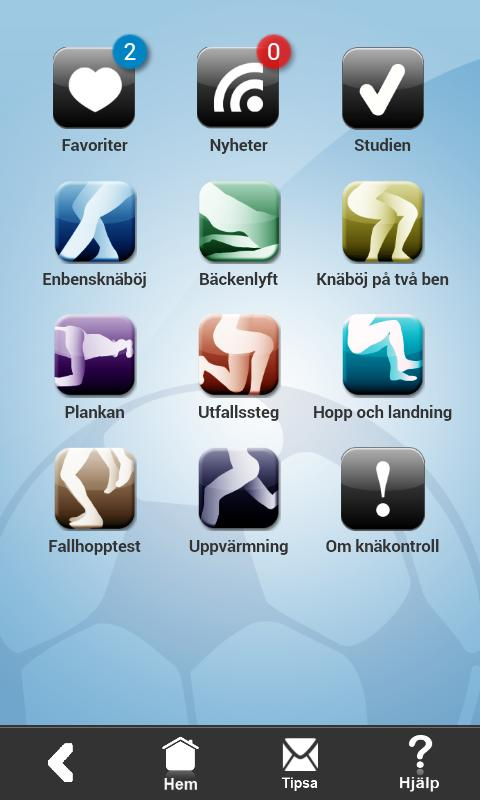 2
0
Favoriter
Nyheter
Studien
Enbensknäböj
Bäckenlyft
Knäböj på två ben
Plankan
Utfallssteg
Hopp och landning
Fallhopptest
Uppvärmning
!
Om knäkontroll
Hem
Tipsa
?
Hjälp